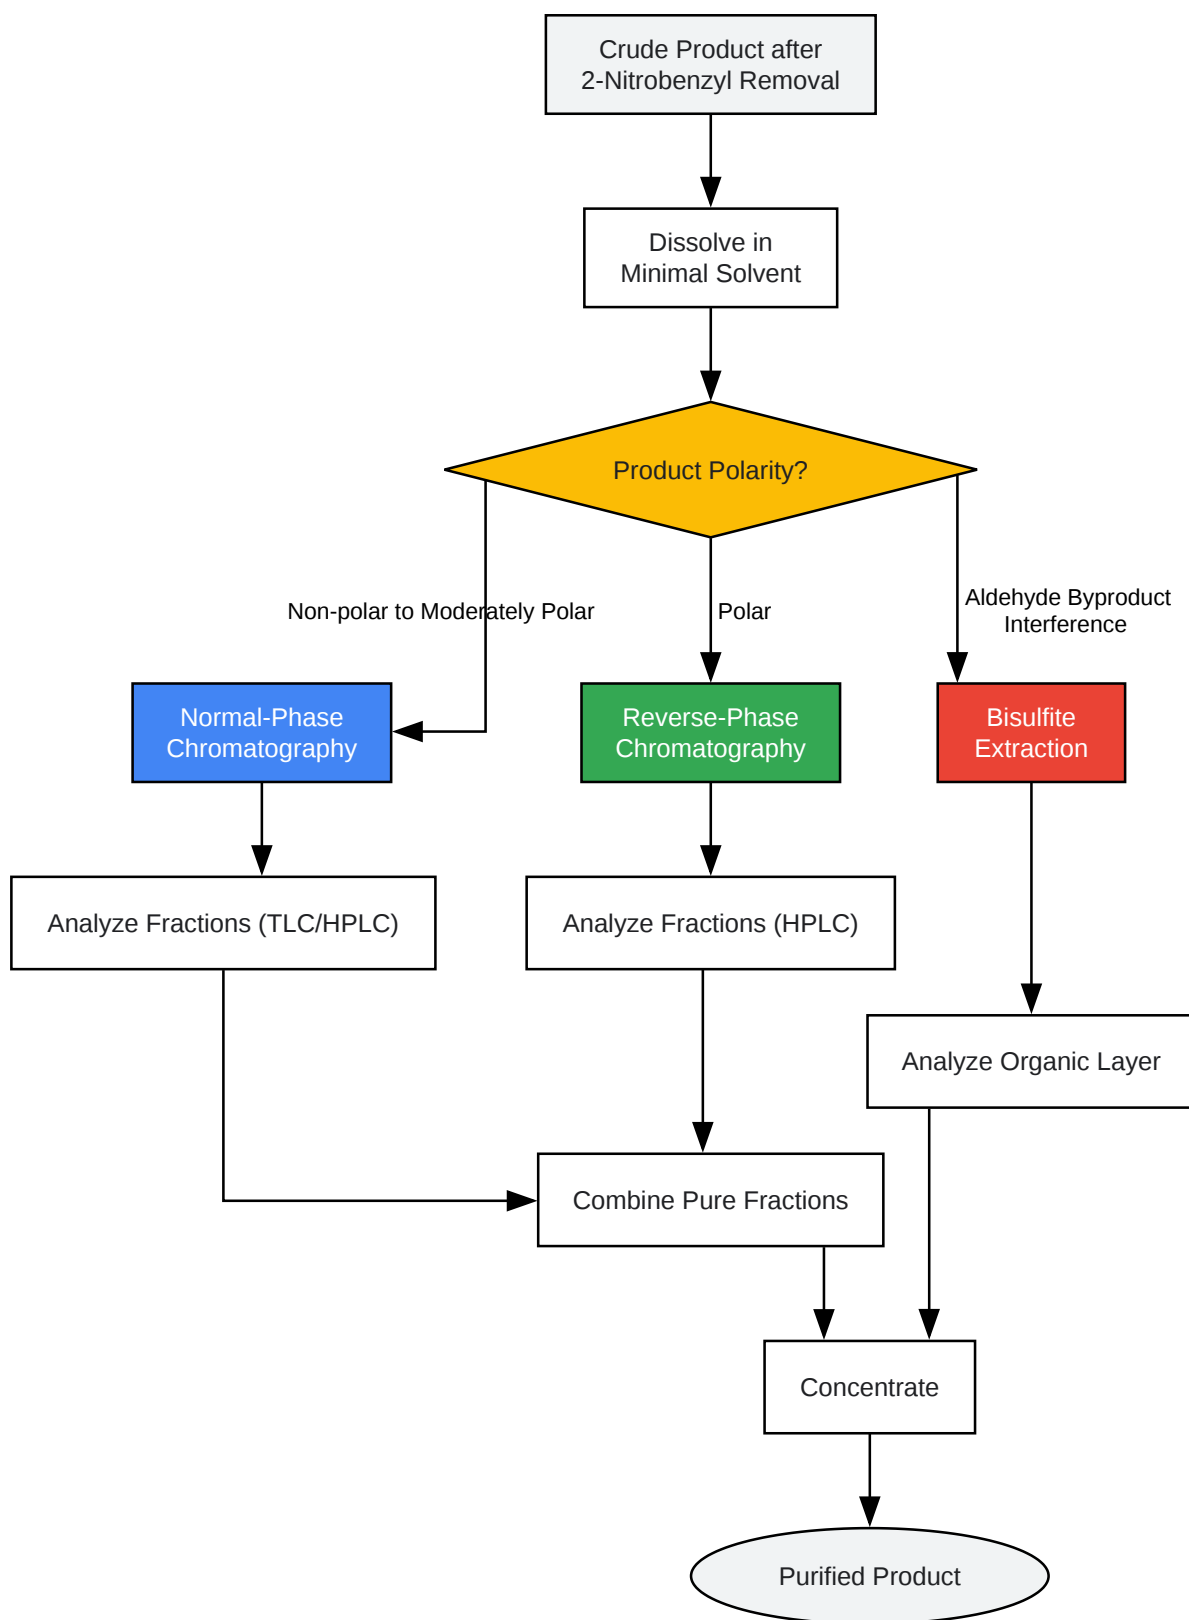 Crude Product after
2-Nitrobenzyl Removal
Dissolve in
Minimal Solvent
Product Polarity?
Non-polar to Moderately Polar
Polar
Aldehyde Byproduct
Interference
Normal-Phase
Chromatography
Reverse-Phase
Chromatography
Bisulfite
Extraction
Analyze Fractions (TLC/HPLC)
Analyze Fractions (HPLC)
Analyze Organic Layer
Combine Pure Fractions
Concentrate
Purified Product